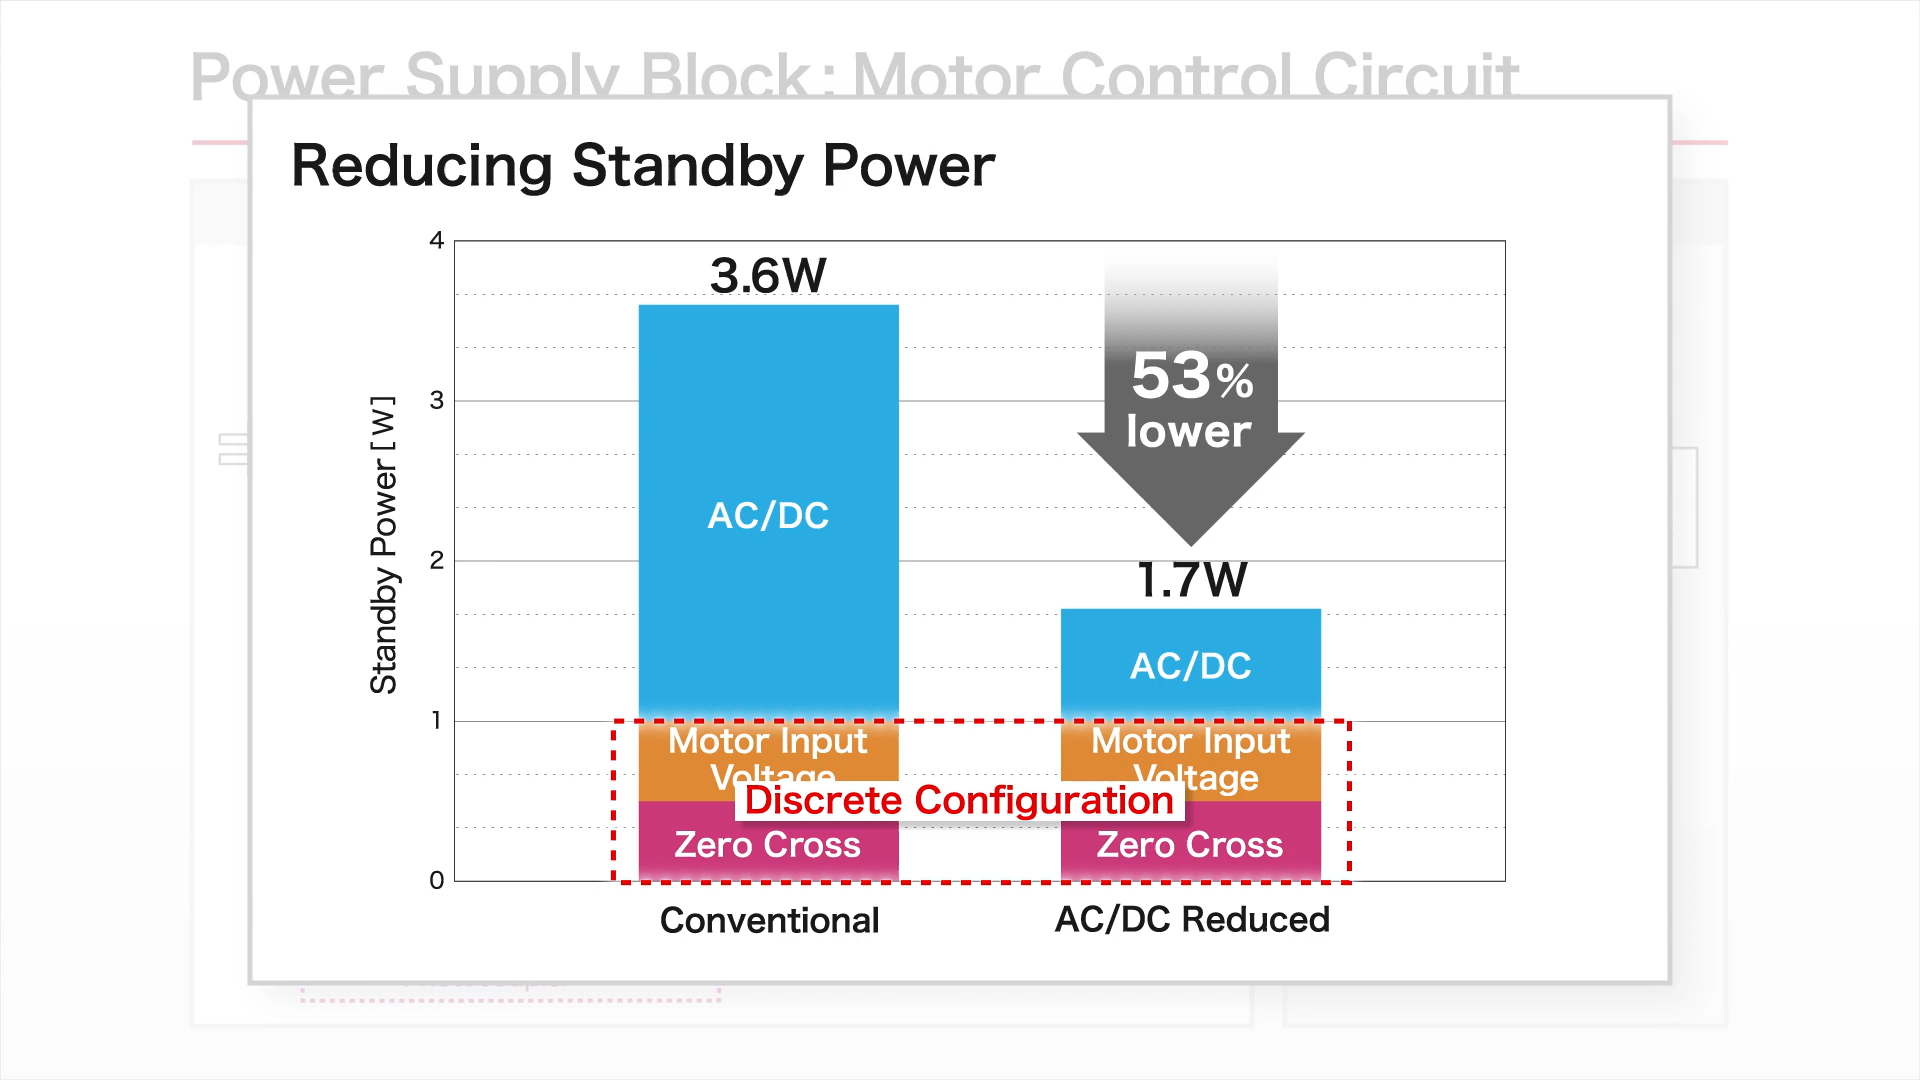 Power Supply Block: Motor Control Circuit
Reducing Standby Power
Standby Power [W]
4
3
2
1
0
3.6W
AC/DC
Motor Input
Voltage
Zero Cross
Conventional
53%
lower
1.7W
AC/DC
Motor Input
Voltage
Zero Cross
AC/DC Reduced
Discrete Configuration